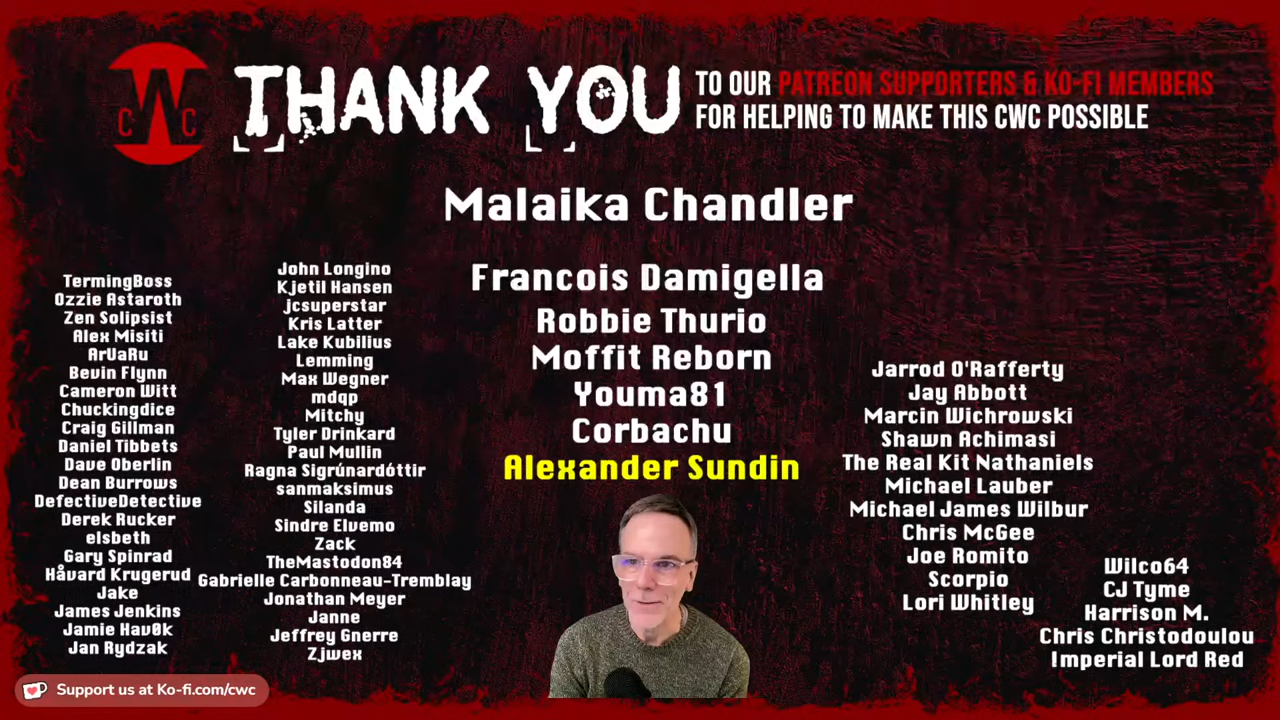 CWC
THANK YOU
TO OUR PATREON SUPPORTERS & KO-FI MEMBERS
FOR HELPING TO MAKE THIS CWC POSSIBLE
Malaika Chandler
Francois Damigella
Robbie Thurio
Moffit Reborn
Youma81
Corbachu
Alexander Sundin
TermingBoss
Ozzie Astaroth
Zen Solipsist
Alex Misiti
ArVaRu
Bevin Flynn
Cameron Witt
Chuckingdice
Craig Gillman
Daniel Tibbets
Dave Oberlin
Dean Burrows
DefectiveDetective
Derek Rucker
elsbeth
Gary Spinrad
Håvard Krugerud
Jake
James Jenkins
Jamie Hav0k
Jan Rydzak
John Longino
Kjetil Hansen
jcsuperstar
Kris Latter
Lake Kubilius
Lemming
Max Wegner
mdqp
Mitchy
Tyler Drinkard
Paul Mullin
Ragna Sigrúnardóttir
sanmaksimus
Silanda
Sindre Elvemo
Zack
TheMastodon84
Gabrielle Carbonneau-Tremblay
Jonathan Meyer
Janne
Jeffrey Gnerre
Zjwex
Jarrod O'Rafferty
Jay Abbott
Marcin Wichrowski
Shawn Achimasi
The Real Kit Nathaniels
Michael Lauber
Michael James Wilbur
Chris McGee
Joe Romito
Scorpio
Lori Whitley
Wilco64
CJ Tyme
Harrison M.
Chris Christodoulou
Imperial Lord Red
Support us at Ko-fi.com/cwc